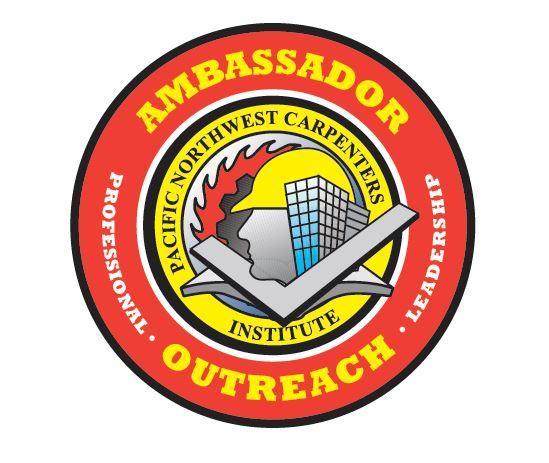 AMBASSADOR
PROFESSIONAL •
• LEADERSHIP
OUTREACH
PACIFIC NORTHWEST CARPENTERS
INSTITUTE